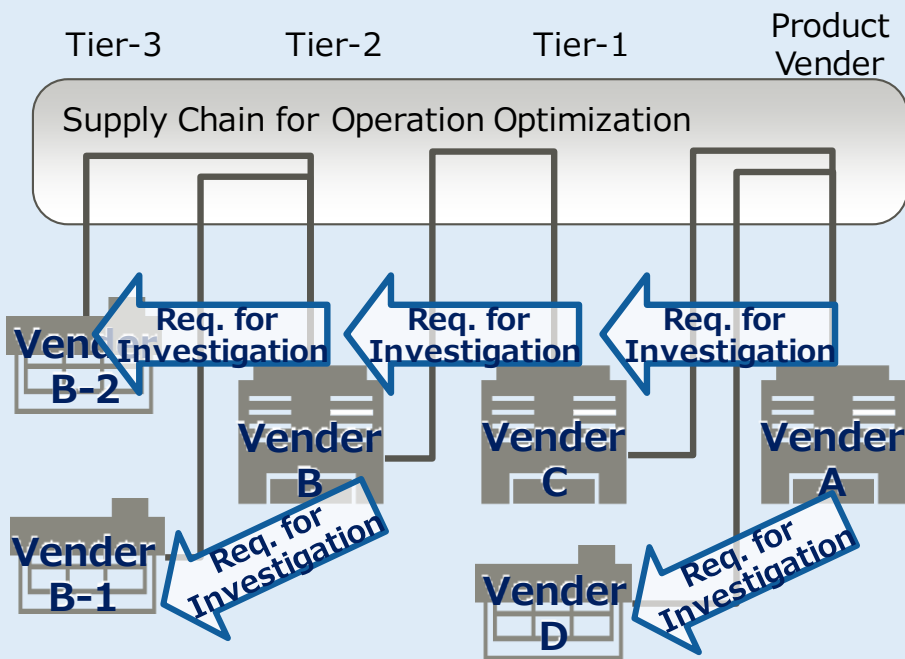 Tier-3
Tier-2
Tier-1
Product
Vender
Supply Chain for Operation Optimization
Req. for
Investigation
Req. for
Investigation
Req. for
Investigation
Vender
B-2
Vender
B
Vender
C
Vender
A
Req. for
Investigation
Req. for
Investigation
Vender
B-1
Vender
D